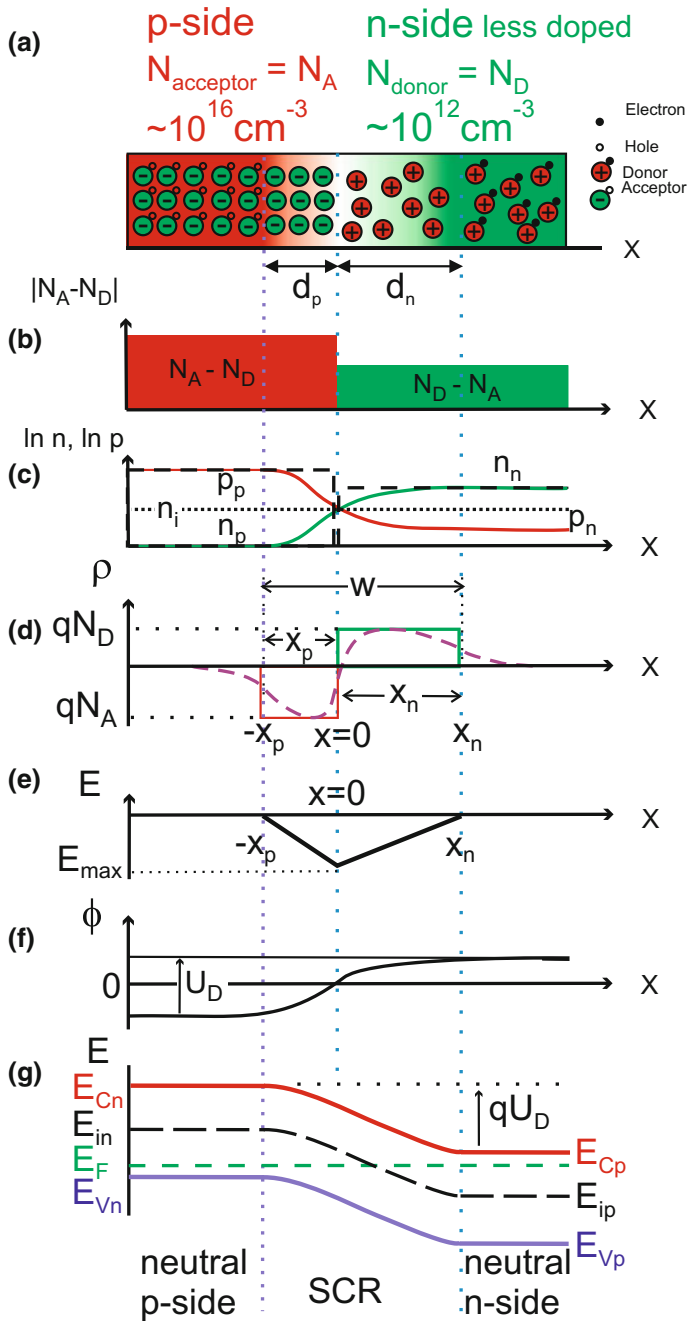 (a)
p-side
n-side less doped
N_acceptor = N_A
N_donor = N_D
~10^16 cm^-3
~10^12 cm^-3
Electron
Hole
Donor
Acceptor
X
d_p
d_n
|N_A-N_D|
(b)
N_A - N_D
N_D - N_A
X
ln n, ln p
(c)
p_p
n_n
n_i
n_p
p_n
X
ρ
w
(d)
qN_D
x_p
qN_A
x_n
-x_p
x=0
x_n
(e)
E
x=0
X
-x_p
x_n
E_max
(f)
ϕ
0
U_D
X
E
(g)
E_Cn
qU_D
E_in
E_Cp
E_F
E_Vn
E_ip
E_Vp
neutral
p-side
SCR
neutral
n-side